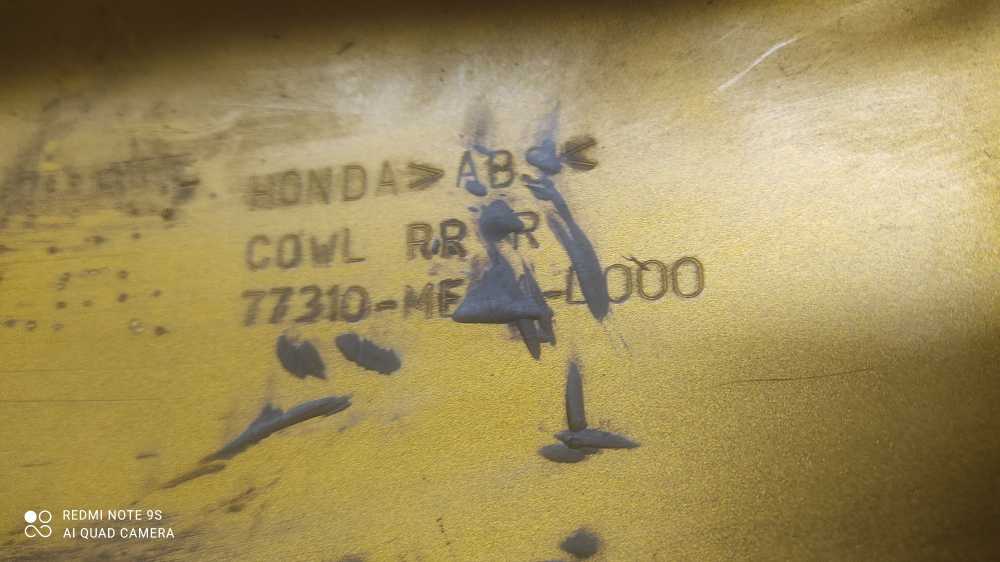 HONDA >ABS<
COWL RR R
77310-ME
REDMI NOTE 9S
AI QUAD CAMERA